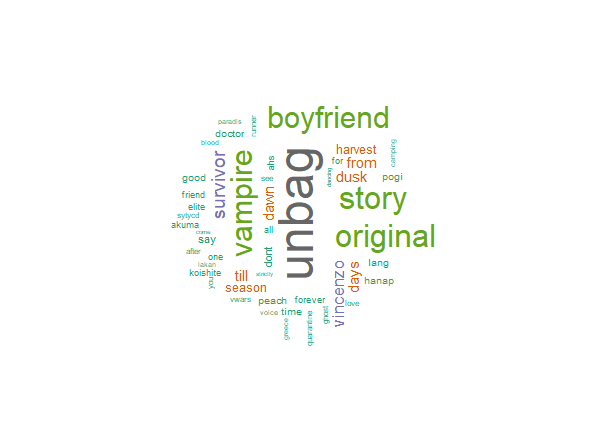 paradis
runner
boyfriend
doctor
blood
camping
survivor
vampire
ahs
unbag
harvest
for
from
good
see
dancing
dusk
pogi
friend
dawn
story
elite
sytycd
akuma
all
original
come
say
after
dont
one
iakan
koishite
you
till
strictly
vincenzo
days
lang
season
hanap
vwars
peach
forever
love
voice
time
ghost
greece
quarantine